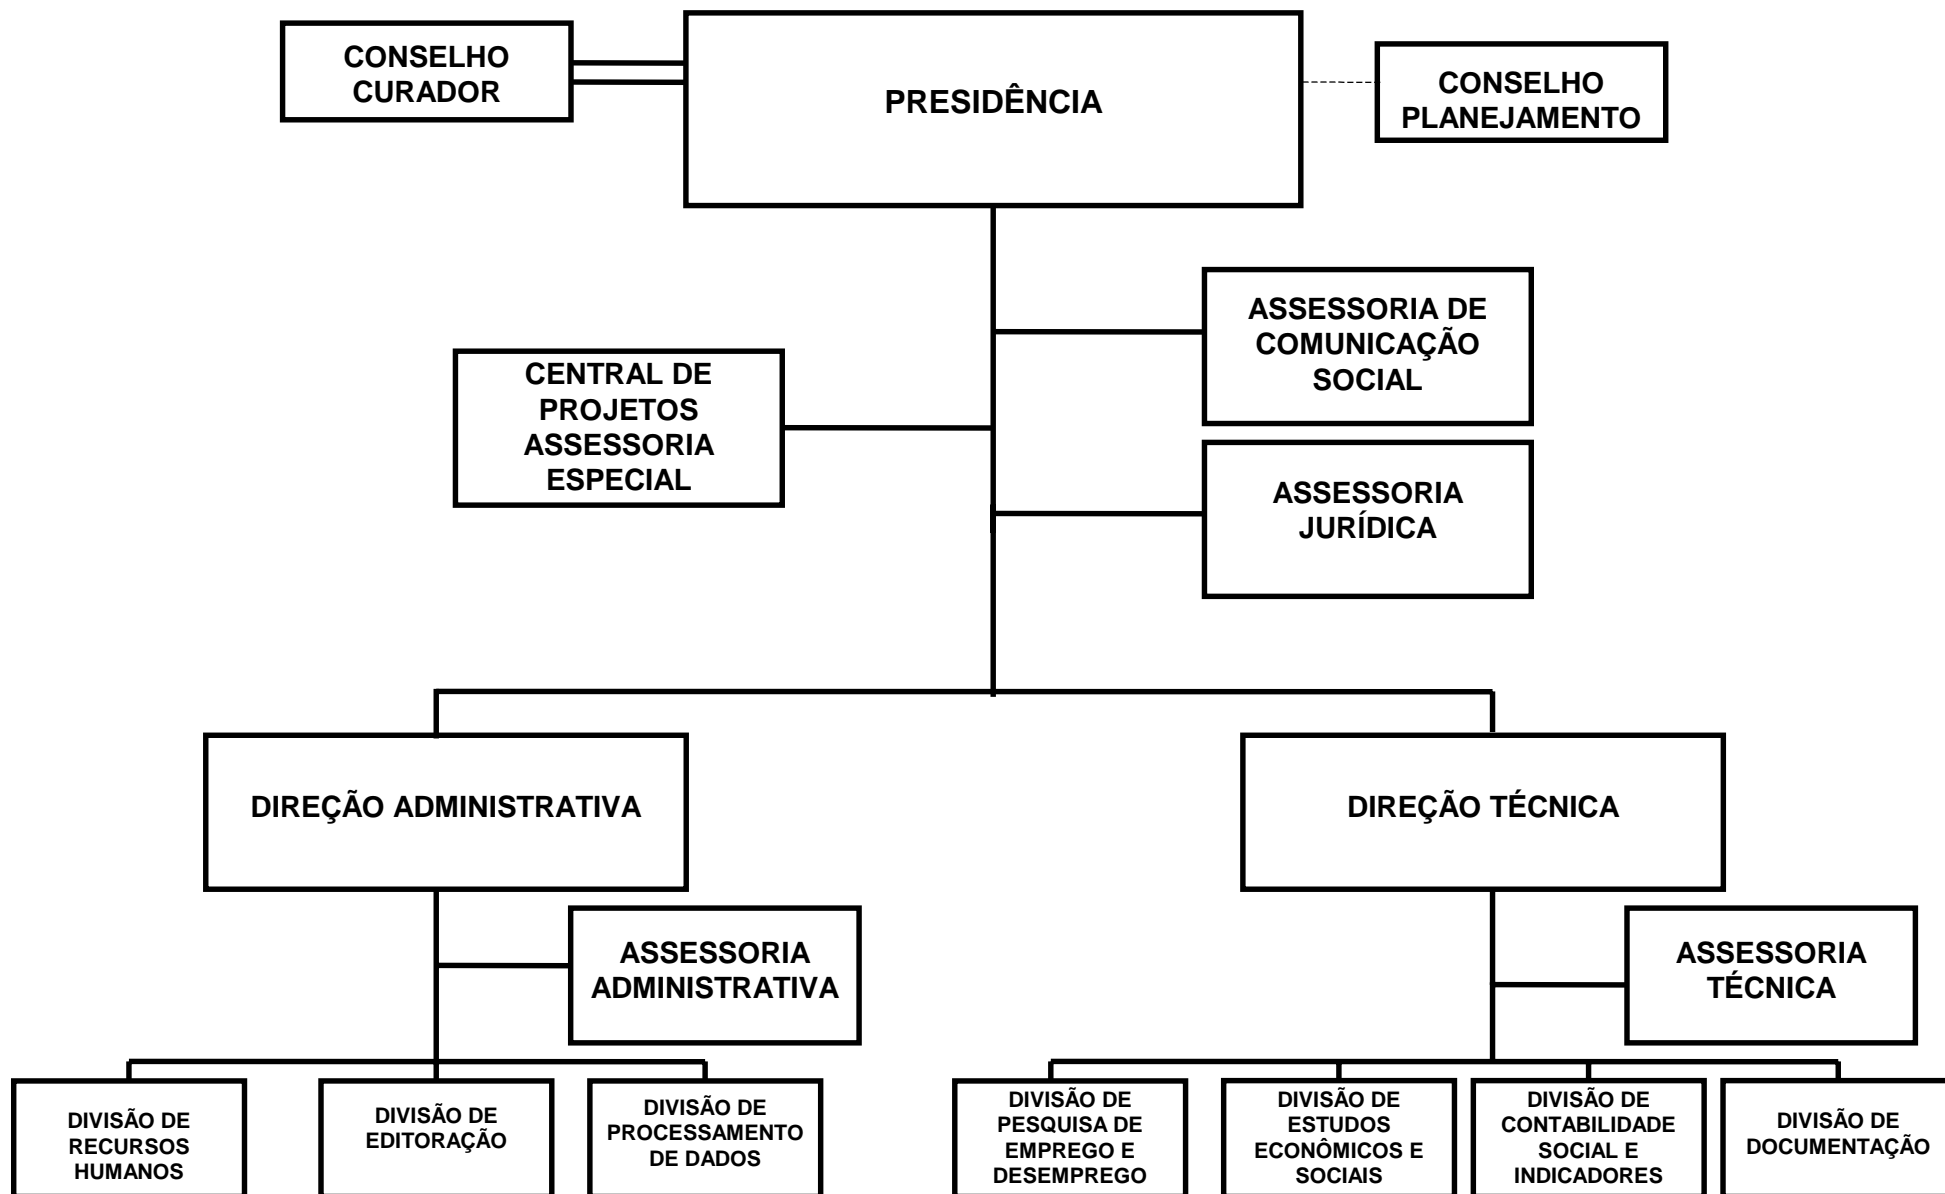 CONSELHO
CURADOR
PRESIDÊNCIA
CONSELHO
PLANEJAMENTO
ASSESSORIA DE
COMUNICAÇÃO
SOCIAL
CENTRAL DE
PROJETOS
ASSESSORIA
ESPECIAL
ASSESSORIA
JURÍDICA
DIREÇÃO ADMINISTRATIVA
DIREÇÃO TÉCNICA
ASSESSORIA
ADMINISTRATIVA
ASSESSORIA
TÉCNICA
DIVISÃO DE
RECURSOS
HUMANOS
DIVISÃO DE
EDITORAÇÃO
DIVISÃO DE
PROCESSAMENTO
DE DADOS
DIVISÃO DE
PESQUISA DE
EMPREGO E
DESEMPREGO
DIVISÃO DE
ESTUDOS
ECONÔMICOS E
SOCIAIS
DIVISÃO DE
CONTABILIDADE
SOCIAL E
INDICADORES
DIVISÃO DE
DOCUMENTAÇÃO